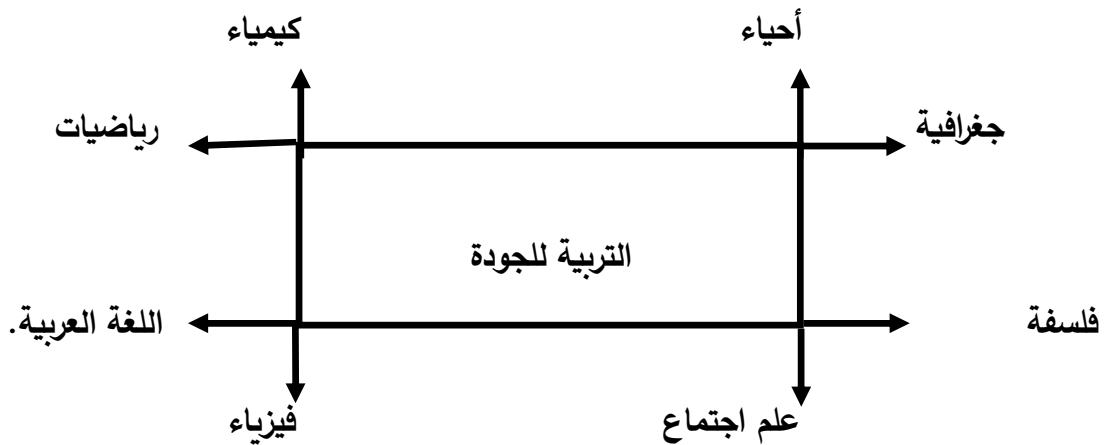 أحياء
كيمياء
جغرافية
رياضيات
التربية للجودة
فلسفة
اللغة العربية.
علم اجتماع
فيزياء